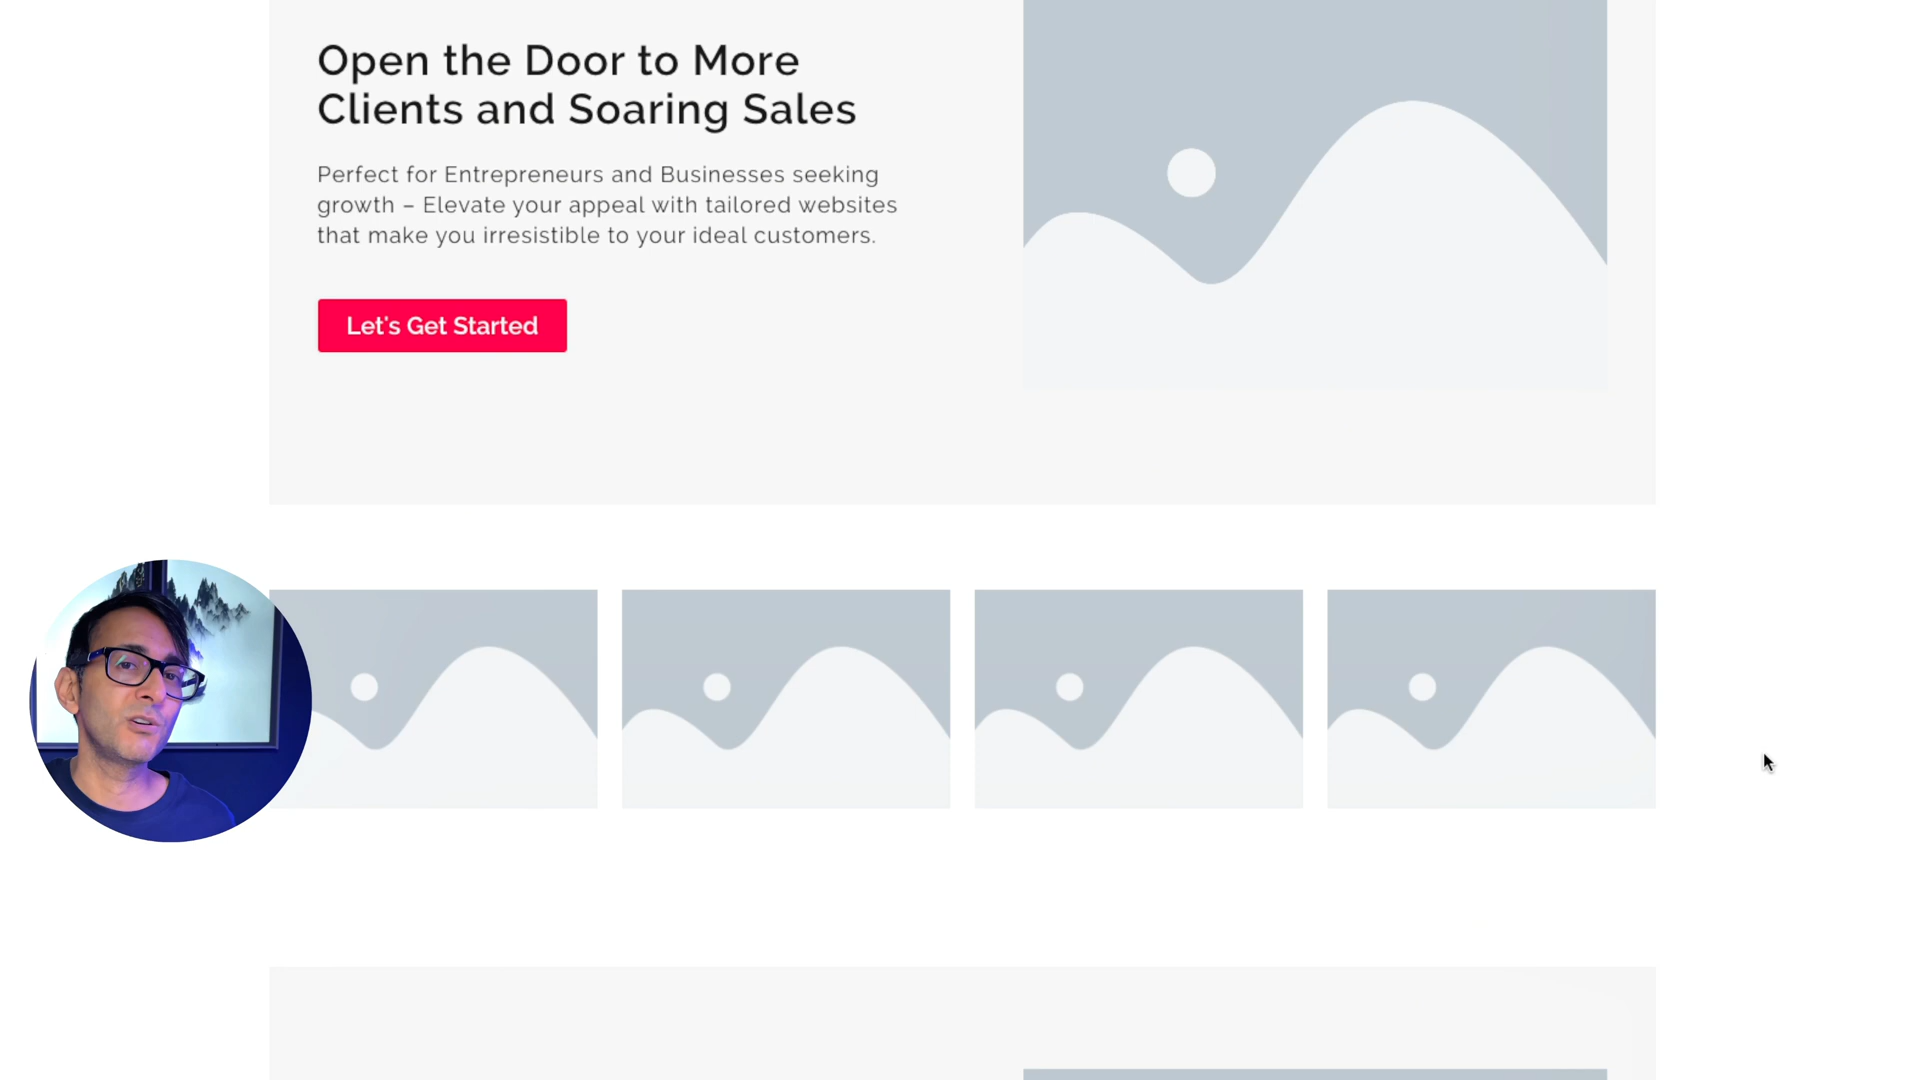 Open the Door to More
Clients and Soaring Sales
Perfect for Entrepreneurs and Businesses seeking
growth – Elevate your appeal with tailored websites
that make you irresistible to your ideal customers.
Let's Get Started